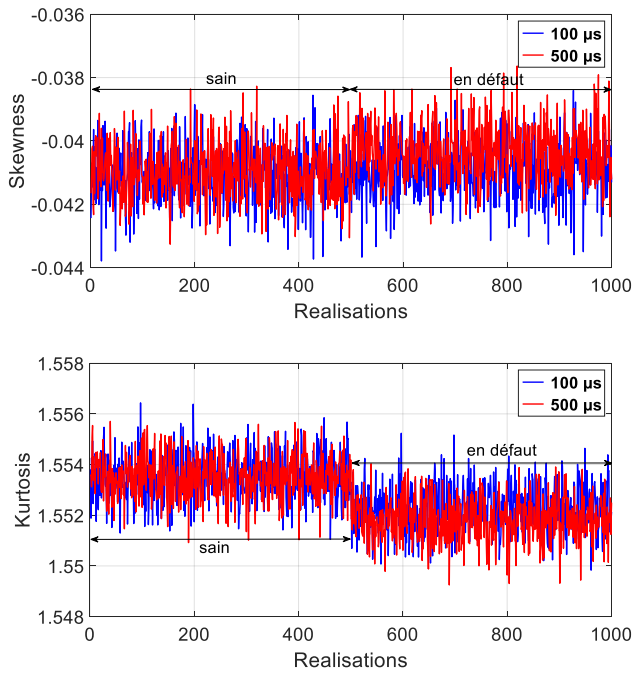 -0.036
100 µs
500 µs
-0.038
sain
en défaut
Skewness
-0.04
-0.042
-0.044
0
200
400
600
800
1000
Realisations
1.558
100 µs
500 µs
1.556
en défaut
1.554
Kurtosis
1.552
sain
1.55
1.548
0
200
400
600
800
1000
Realisations